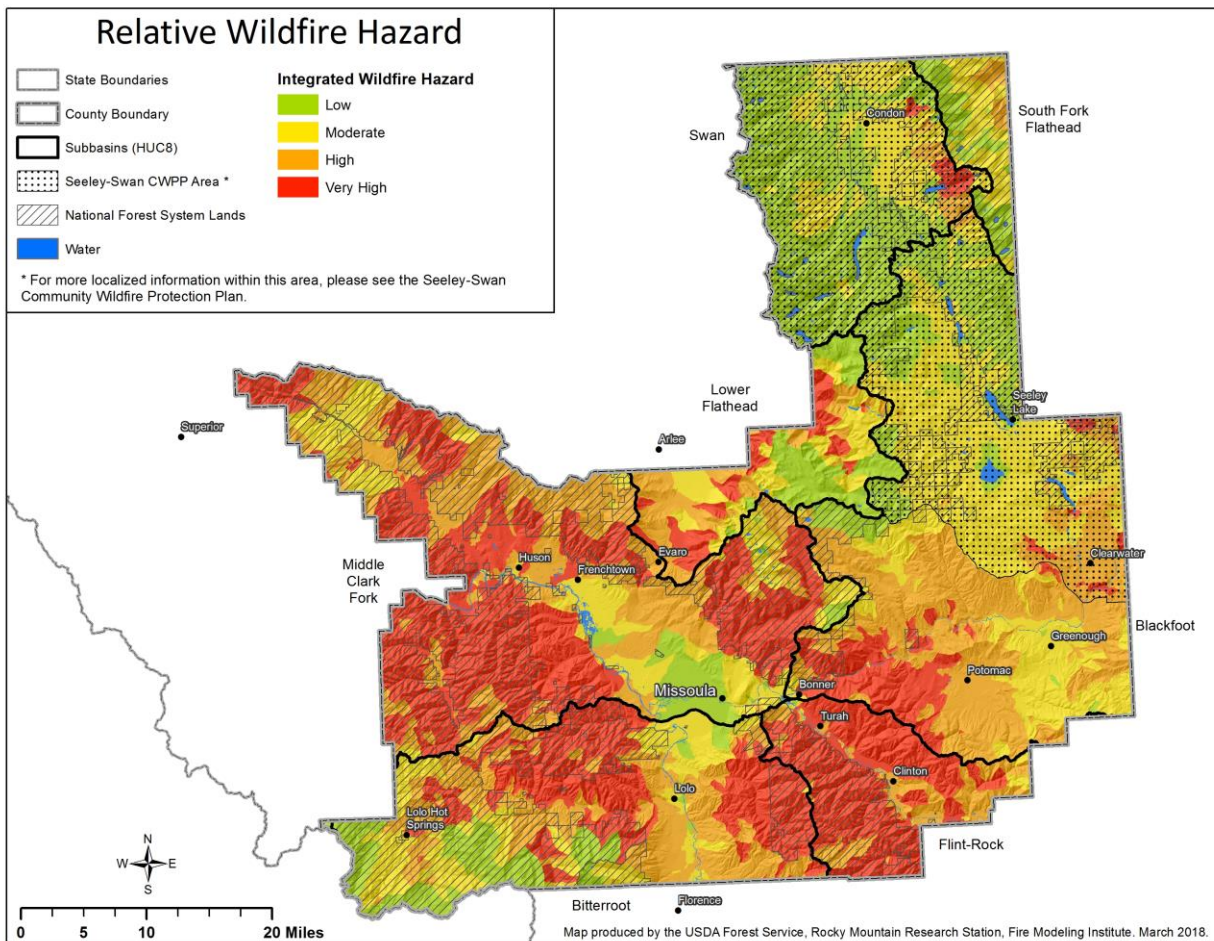 Relative Wildfire Hazard
State Boundaries
County Boundary
Subbasins (HUC8)
Seeley-Swan CWPP Area *
National Forest System Lands
Water
Integrated Wildfire Hazard
Low
Moderate
High
Very High
* For more localized information within this area, please see the Seeley-Swan
Community Wildfire Protection Plan.
Swan
Condon
South Fork
Flathead
Lower
Flathead
Seeley
Lake
Superior
Arlee
Huson
Frenchtown
Evaro
Clearwater
Middle
Clark
Fork
Blackfoot
Greenough
Potomac
Missoula
Bonner
Turah
Clinton
Lolo
Lolo Hot
Springs
Flint-Rock
Bitterroot
Florence
N
W
E
S
0
5
10
20 Miles
Map produced by the USDA Forest Service, Rocky Mountain Research Station, Fire Modeling Institute. March 2018.